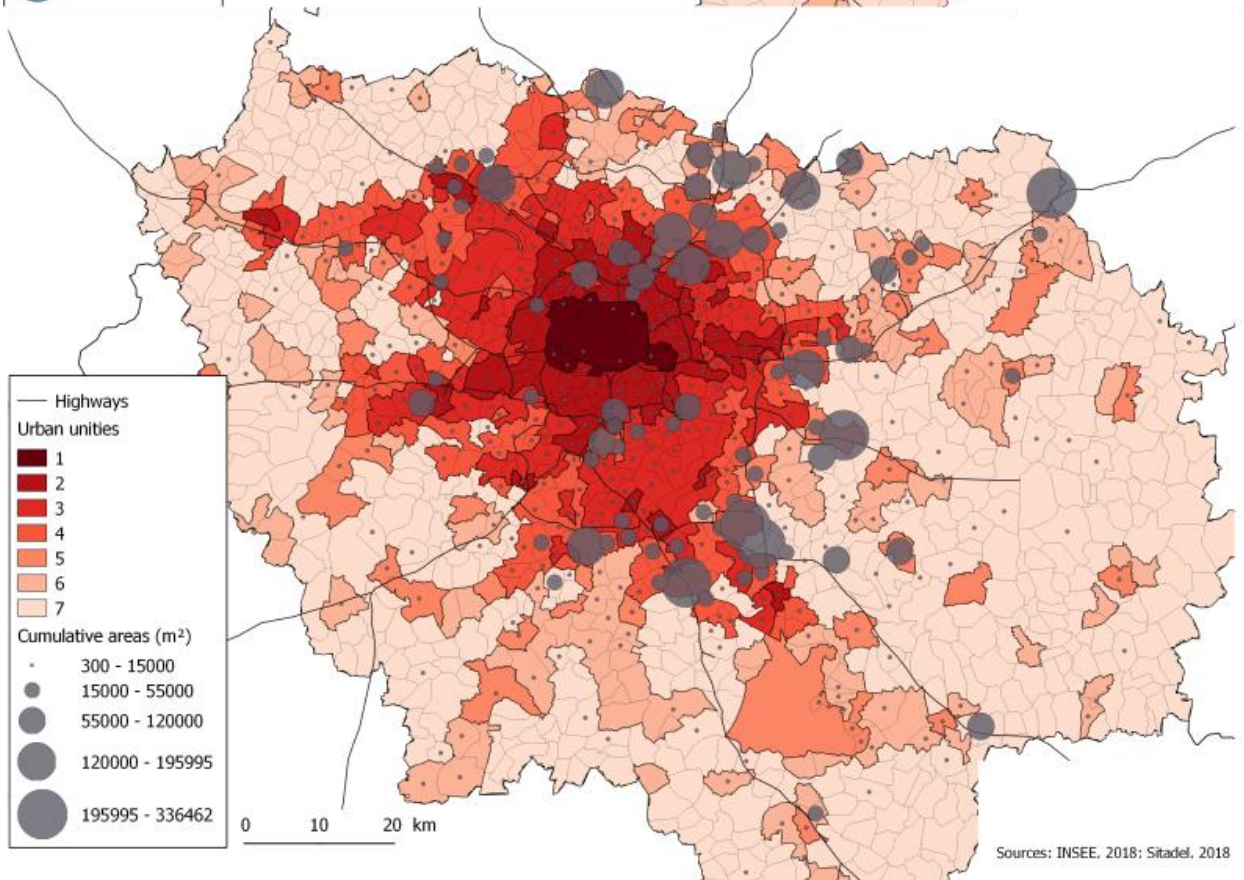 Highways
Urban unities
1
2
3
4
5
6
7
Cumulative areas (m²)
300 - 15000
15000 - 55000
55000 - 120000
120000 - 195995
195995 - 336462
0 10 20 km
Sources: INSEE, 2018; Sitadel, 2018